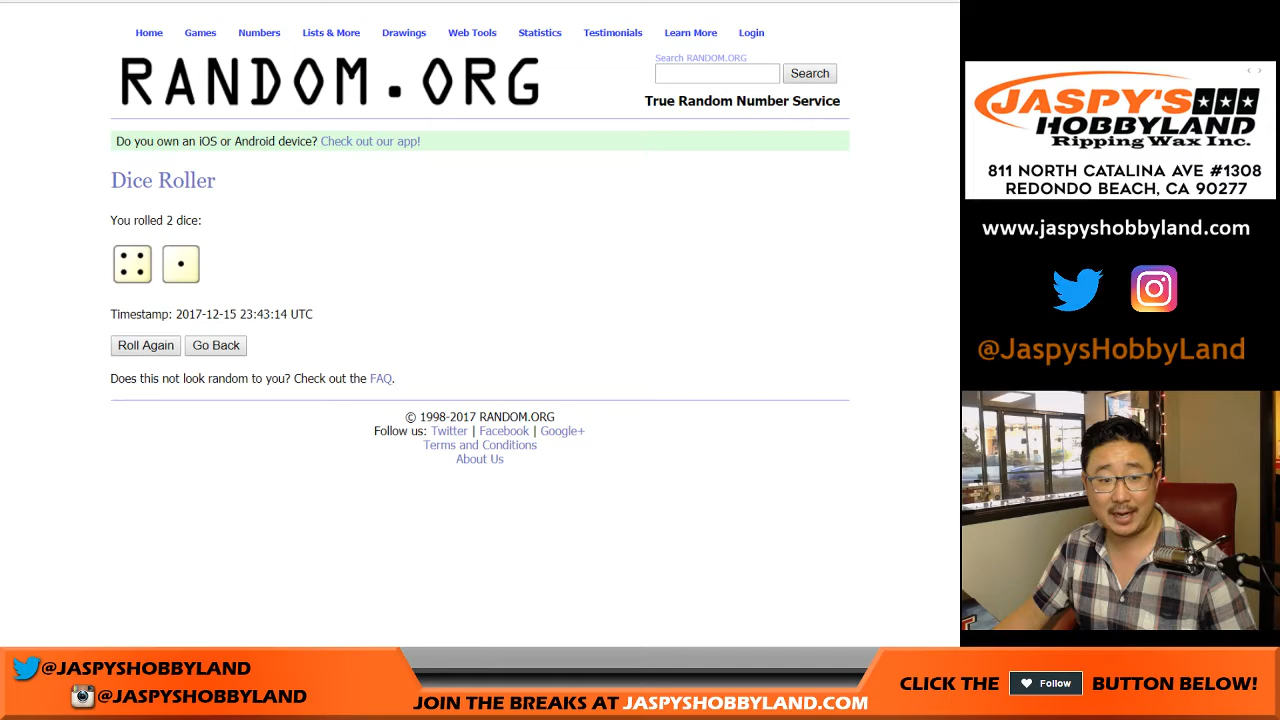 Home Games Numbers Lists & More Drawings Web Tools Statistics Testimonials Learn More Login
RANDOM.ORG
Search RANDOM.ORG
Search
True Random Number Service
Do you own an iOS or Android device? Check out our app!
Dice Roller
You rolled 2 dice:
Timestamp: 2017-12-15 23:43:14 UTC
Roll Again Go Back
Does this not look random to you? Check out the FAQ.
© 1998-2017 RANDOM.ORG
Follow us: Twitter | Facebook | Google+
Terms and Conditions
About Us
JASPY'S
HOBBYLAND
Ripping Wax Inc.
811 NORTH CATALINA AVE #1308
REDONDO BEACH, CA 90277
www.jaspyshobbyland.com
@JaspysHobbyLand
@JASPYSHOBBYLAND
@JASPYSHOBBYLAND
JOIN THE BREAKS AT JASPYSHOBBYLAND.COM
CLICK THE Follow BUTTON BELOW!